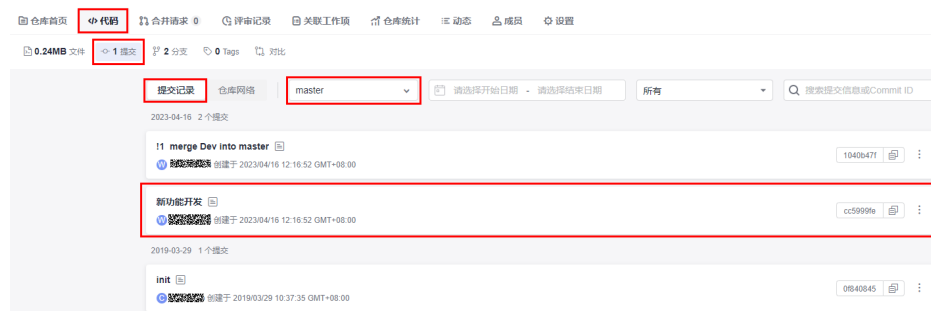 仓库首页 代码 合并请求 0 评审记录 关联工作项 仓库统计 动态 成员 设置
0.24MB 文件 1 提交 2 分支 0 Tags 对比
提交记录 仓库网络 master 请选择开始日期 - 请选择结束日期 所有 搜索提交信息或Commit ID
2023-04-16 2 个提交
!1 merge Dev into master
W 创建于 2023/04/16 12:16:52 GMT+08:00 1040b47f
新功能开发
W 创建于 2023/04/16 12:16:52 GMT+08:00 cc5999fe
2019-03-29 1 个提交
init
C 创建于 2019/03/29 10:37:35 GMT+08:00 0f840845